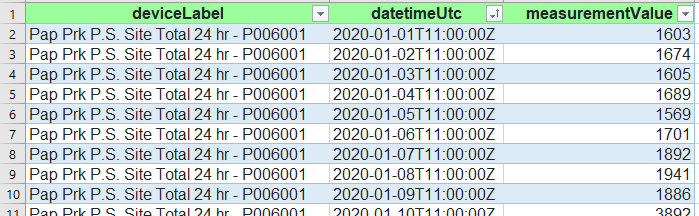 1 deviceLabel datetimeUtc measurementValue
2 Pap Prk P.S. Site Total 24 hr - P006001 2020-01-01T11:00:00Z 1603
3 Pap Prk P.S. Site Total 24 hr - P006001 2020-01-02T11:00:00Z 1674
4 Pap Prk P.S. Site Total 24 hr - P006001 2020-01-03T11:00:00Z 1605
5 Pap Prk P.S. Site Total 24 hr - P006001 2020-01-04T11:00:00Z 1689
6 Pap Prk P.S. Site Total 24 hr - P006001 2020-01-05T11:00:00Z 1569
7 Pap Prk P.S. Site Total 24 hr - P006001 2020-01-06T11:00:00Z 1701
8 Pap Prk P.S. Site Total 24 hr - P006001 2020-01-07T11:00:00Z 1892
9 Pap Prk P.S. Site Total 24 hr - P006001 2020-01-08T11:00:00Z 1941
10 Pap Prk P.S. Site Total 24 hr - P006001 2020-01-09T11:00:00Z 1886
11 Pap Prk P.S. Site Total 24 hr - P006001 2020-01-10T11:00:00Z 3892